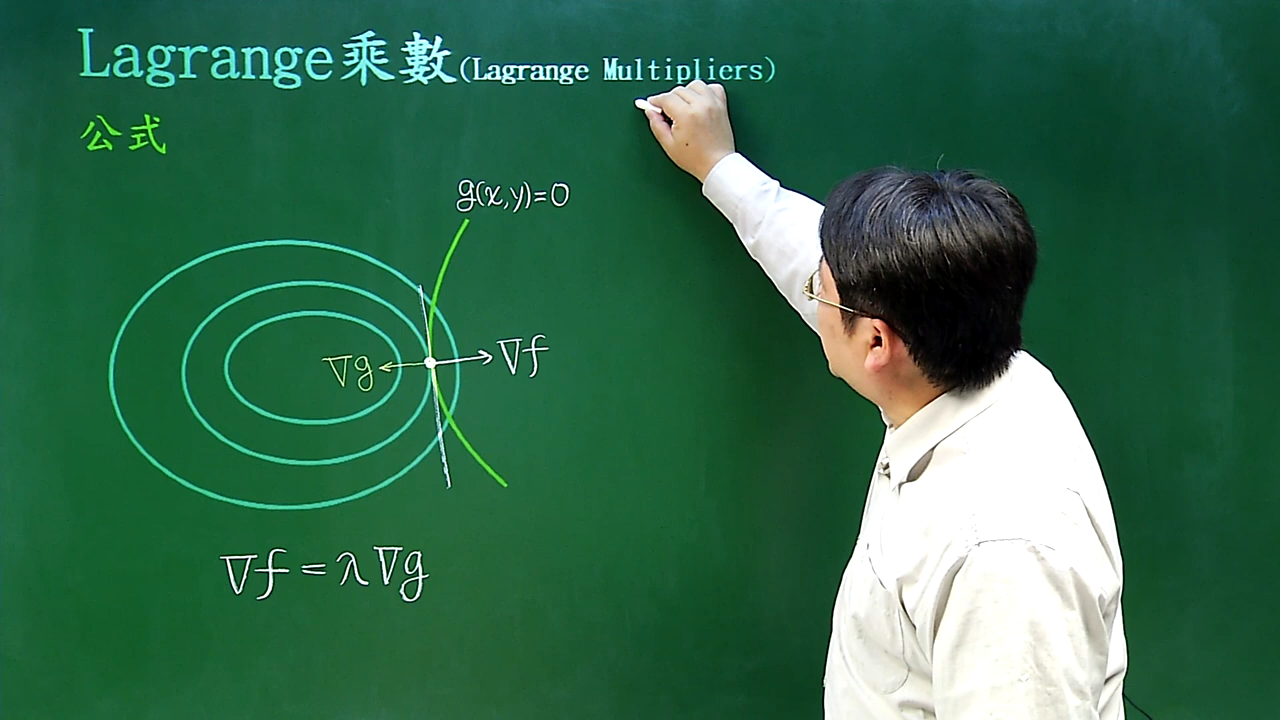 Lagrange乘數(Lagrange Multipliers)
公式
g(x,y)=0
∇g
∇f
∇f = λ∇g